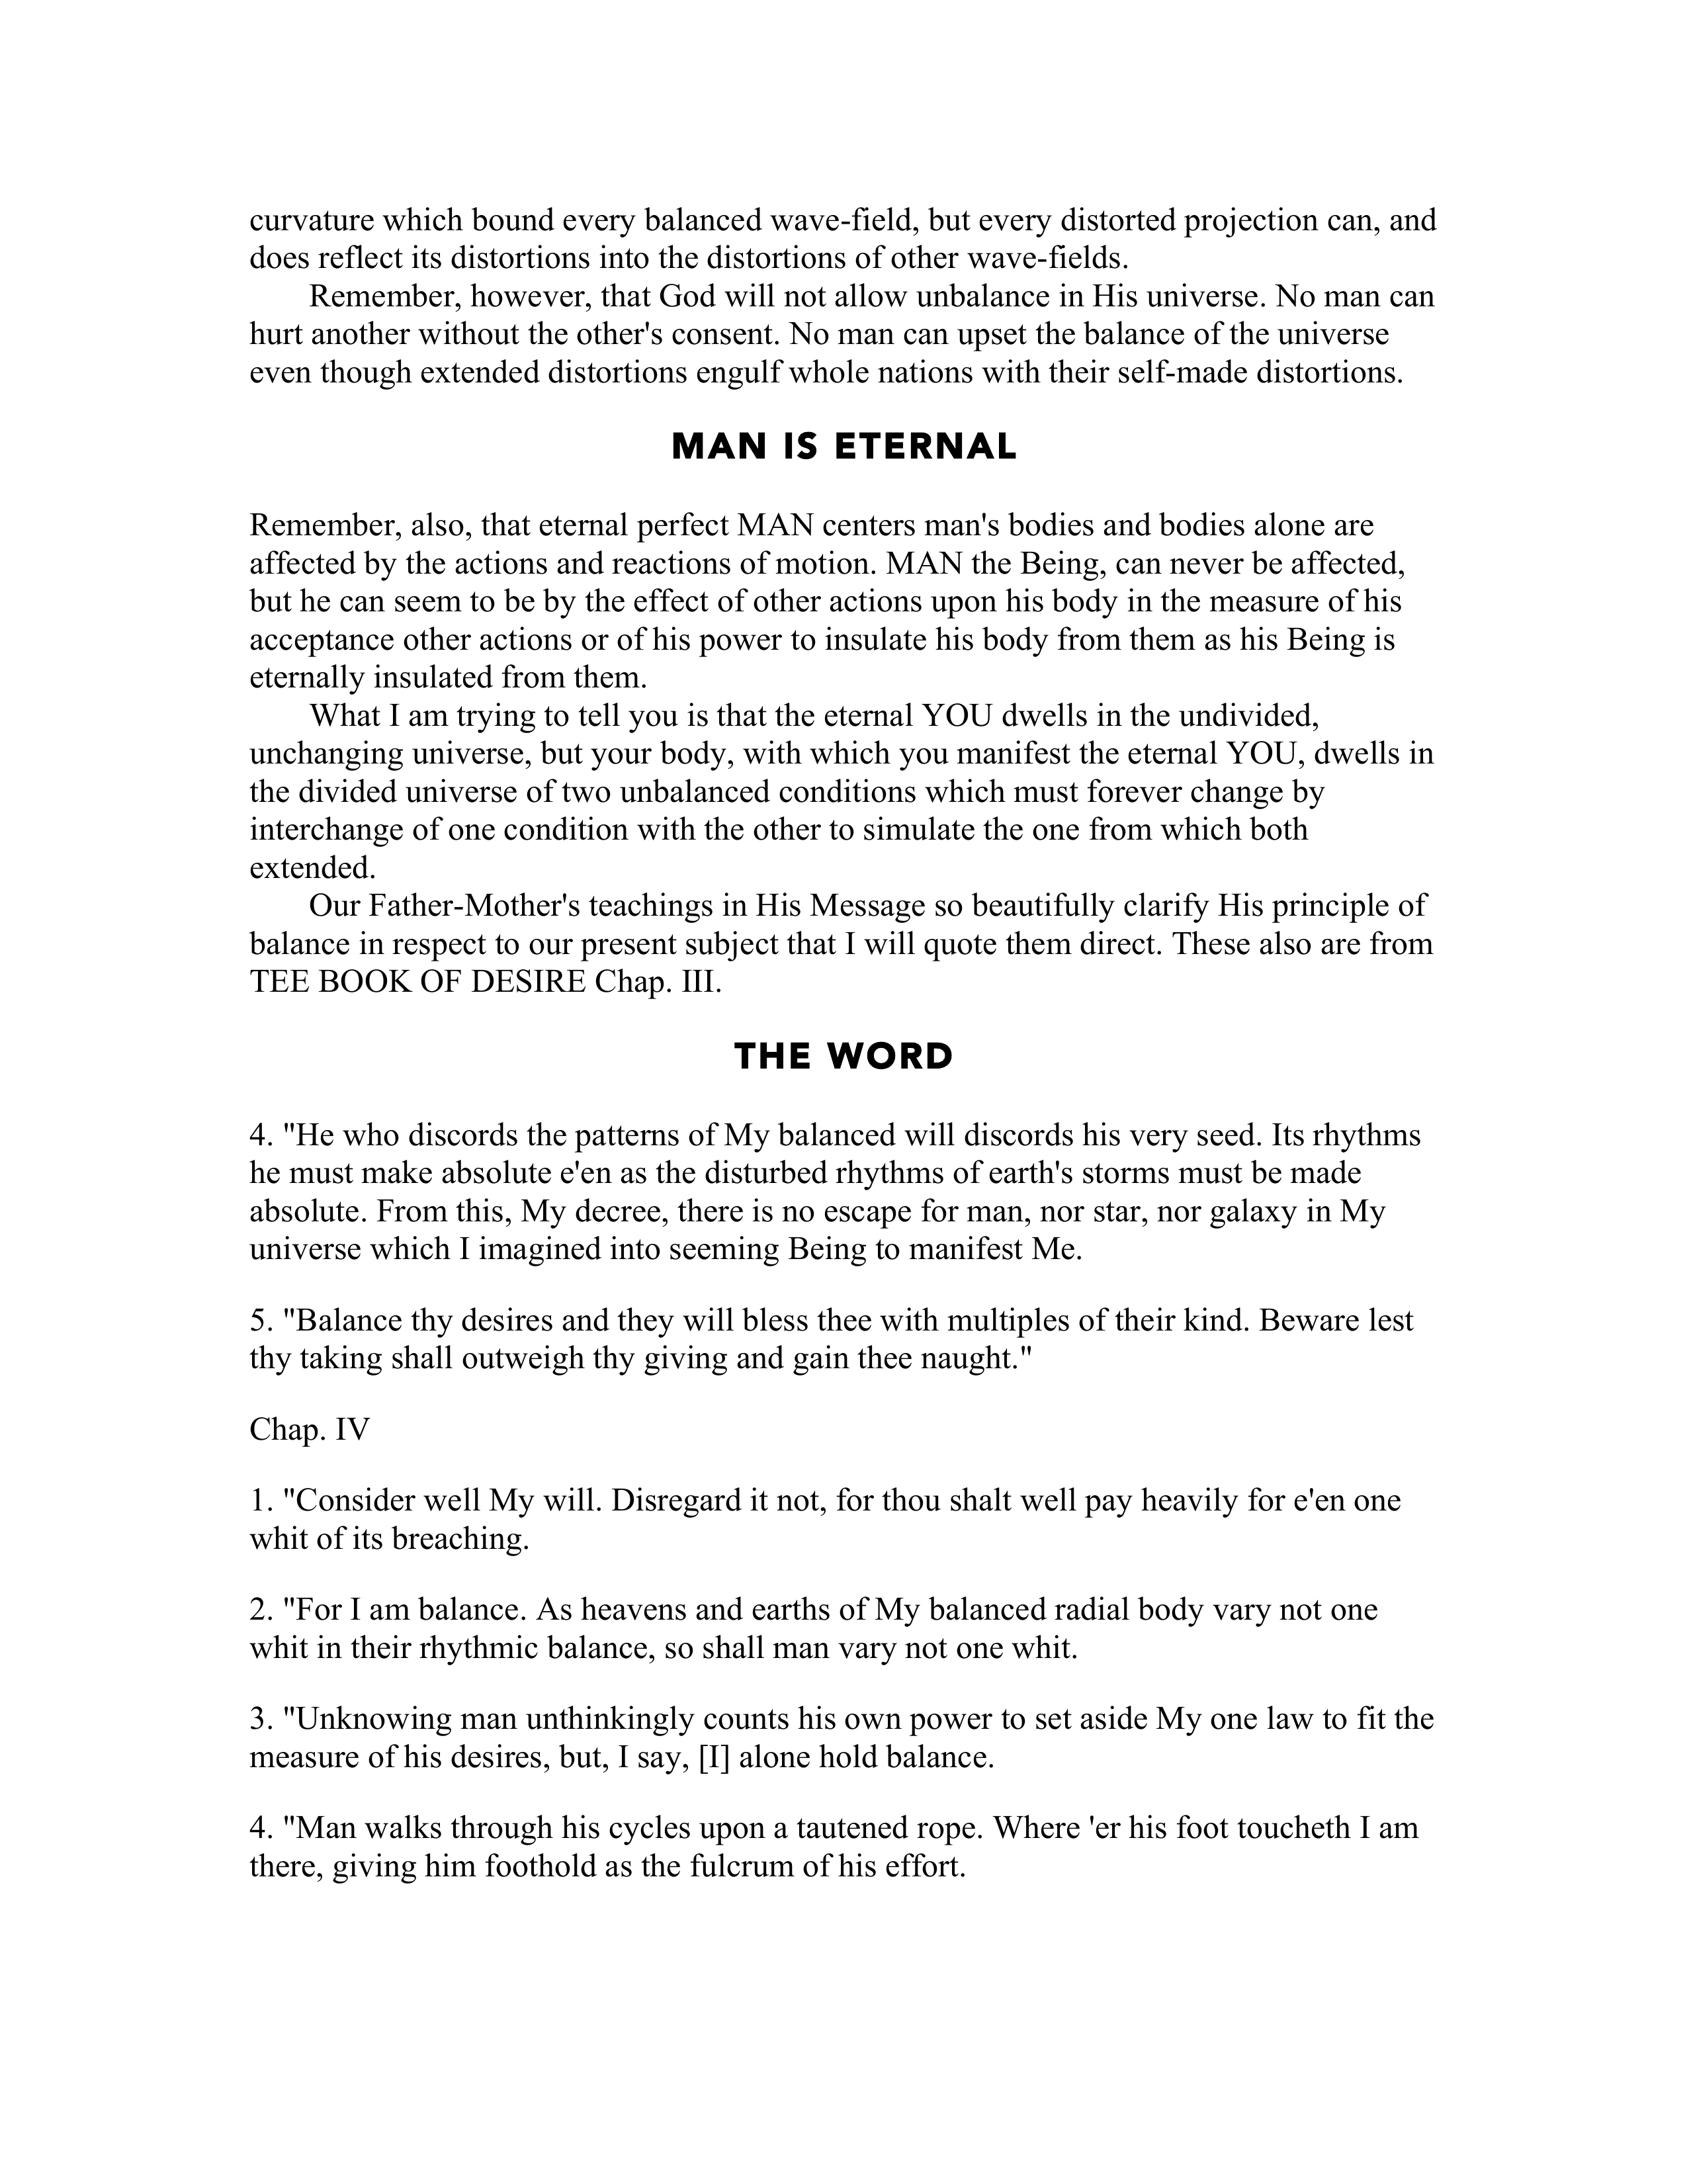 curvature which bound every balanced wave-field, but every distorted projection can, and
does reflect its distortions into the distortions of other wave-fields.
Remember, however, that God will not allow unbalance in His universe. No man can
hurt another without the other's consent. No man can upset the balance of the universe
even though extended distortions engulf whole nations with their self-made distortions.
MAN IS ETERNAL
Remember, also, that eternal perfect MAN centers man's bodies and bodies alone are
affected by the actions and reactions of motion. MAN the Being, can never be affected,
but he can seem to be by the effect of other actions upon his body in the measure of his
acceptance other actions or of his power to insulate his body from them as his Being is
eternally insulated from them.
What I am trying to tell you is that the eternal YOU dwells in the undivided,
unchanging universe, but your body, with which you manifest the eternal YOU, dwells in
the divided universe of two unbalanced conditions which must forever change by
interchange of one condition with the other to simulate the one from which both
extended.
Our Father-Mother's teachings in His Message so beautifully clarify His principle of
balance in respect to our present subject that I will quote them direct. These also are from
TEE BOOK OF DESIRE Chap. III.
THE WORD
4. "He who discords the patterns of My balanced will discords his very seed. Its rhythms
he must make absolute e'en as the disturbed rhythms of earth's storms must be made
absolute. From this, My decree, there is no escape for man, nor star, nor galaxy in My
universe which I imagined into seeming Being to manifest Me.
5. "Balance thy desires and they will bless thee with multiples of their kind. Beware lest
thy taking shall outweigh thy giving and gain thee naught."
Chap. IV
1. "Consider well My will. Disregard it not, for thou shalt well pay heavily for e'en one
whit of its breaching.
2. "For I am balance. As heavens and earths of My balanced radial body vary not one
whit in their rhythmic balance, so shall man vary not one whit.
3. "Unknowing man unthinkingly counts his own power to set aside My one law to fit the
measure of his desires, but, I say, [I] alone hold balance.
4. "Man walks through his cycles upon a tautened rope. Where 'er his foot toucheth I am
there, giving him foothold as the fulcrum of his effort.